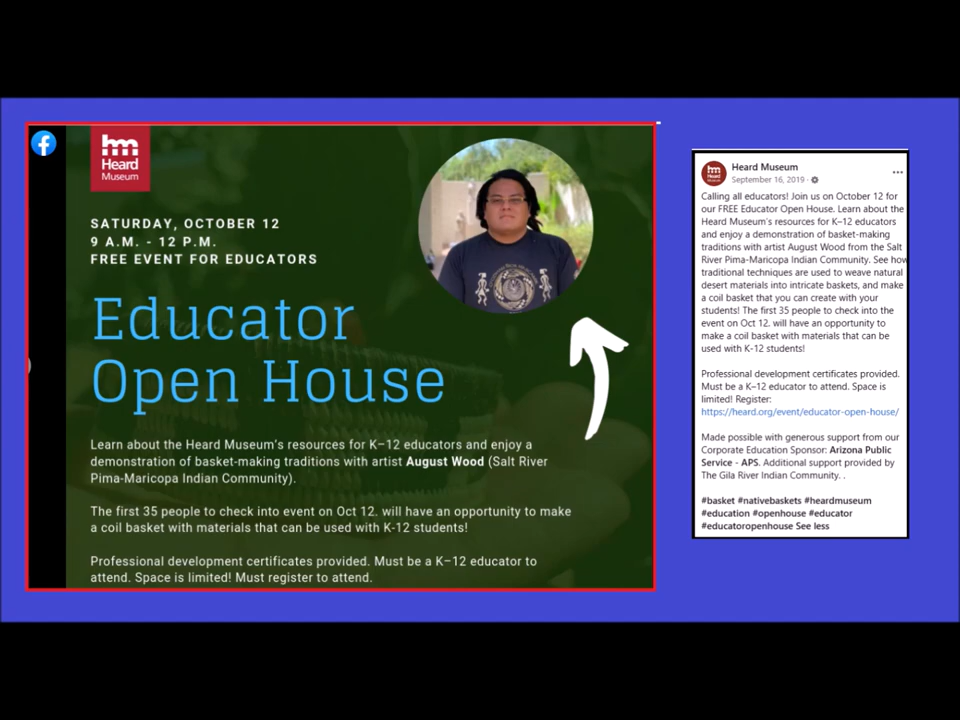 hm
Heard
Museum
SATURDAY, OCTOBER 12
9 A.M. - 12 P.M.
FREE EVENT FOR EDUCATORS
Educator
Open House
Learn about the Heard Museum's resources for K–12 educators and enjoy a
demonstration of basket-making traditions with artist August Wood (Salt River
Pima-Maricopa Indian Community).
The first 35 people to check into event on Oct 12. will have an opportunity to make
a coil basket with materials that can be used with K-12 students!
Professional development certificates provided. Must be a K–12 educator to
attend. Space is limited! Must register to attend.
Heard Museum
September 16, 2019
Calling all educators! Join us on October 12 for
our FREE Educator Open House. Learn about the
Heard Museum's resources for K–12 educators
and enjoy a demonstration of basket-making
traditions with artist August Wood from the Salt
River Pima-Maricopa Indian Community. See how
traditional techniques are used to weave natural
desert materials into intricate baskets, and make
a coil basket that you can create with your
students! The first 35 people to check into the
event on Oct 12. will have an opportunity to
make a coil basket with materials that can be
used with K-12 students!
Professional development certificates provided.
Must be a K–12 educator to attend. Space is
limited! Register:
https://heard.org/event/educator-open-house/
Made possible with generous support from our
Corporate Education Sponsor: Arizona Public
Service - APS. Additional support provided by
The Gila River Indian Community. .
#basket #nativebaskets #heardmuseum
#education #openhouse #educator
#educatoropenhouse See less